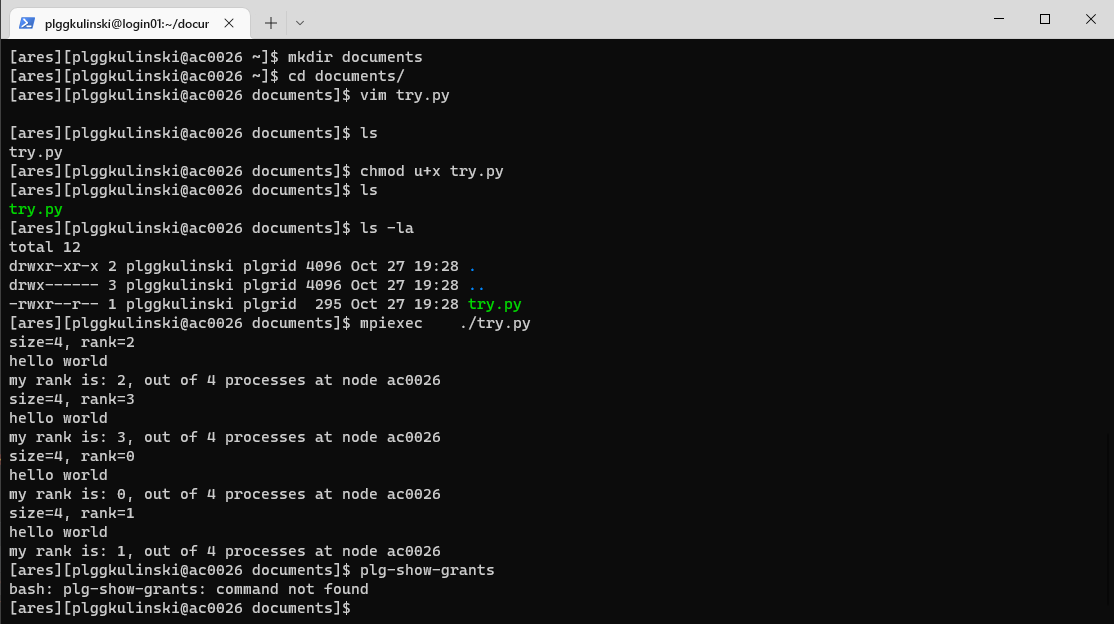 plggkulinski@login01:~/docur
[ares][plggkulinski@ac0026 ~]$ mkdir documents
[ares][plggkulinski@ac0026 ~]$ cd documents/
[ares][plggkulinski@ac0026 documents]$ vim try.py
[ares][plggkulinski@ac0026 documents]$ ls
try.py
[ares][plggkulinski@ac0026 documents]$ chmod u+x try.py
[ares][plggkulinski@ac0026 documents]$ ls
try.py
[ares][plggkulinski@ac0026 documents]$ ls -la
total 12
drwxr-xr-x 2 plggkulinski plgrid 4096 Oct 27 19:28 .
drwx------ 3 plggkulinski plgrid 4096 Oct 27 19:28 ..
-rwxr--r-- 1 plggkulinski plgrid  295 Oct 27 19:28 try.py
[ares][plggkulinski@ac0026 documents]$ mpiexec    ./try.py
size=4, rank=2
hello world
my rank is: 2, out of 4 processes at node ac0026
size=4, rank=3
hello world
my rank is: 3, out of 4 processes at node ac0026
size=4, rank=0
hello world
my rank is: 0, out of 4 processes at node ac0026
size=4, rank=1
hello world
my rank is: 1, out of 4 processes at node ac0026
[ares][plggkulinski@ac0026 documents]$ plg-show-grants
bash: plg-show-grants: command not found
[ares][plggkulinski@ac0026 documents]$